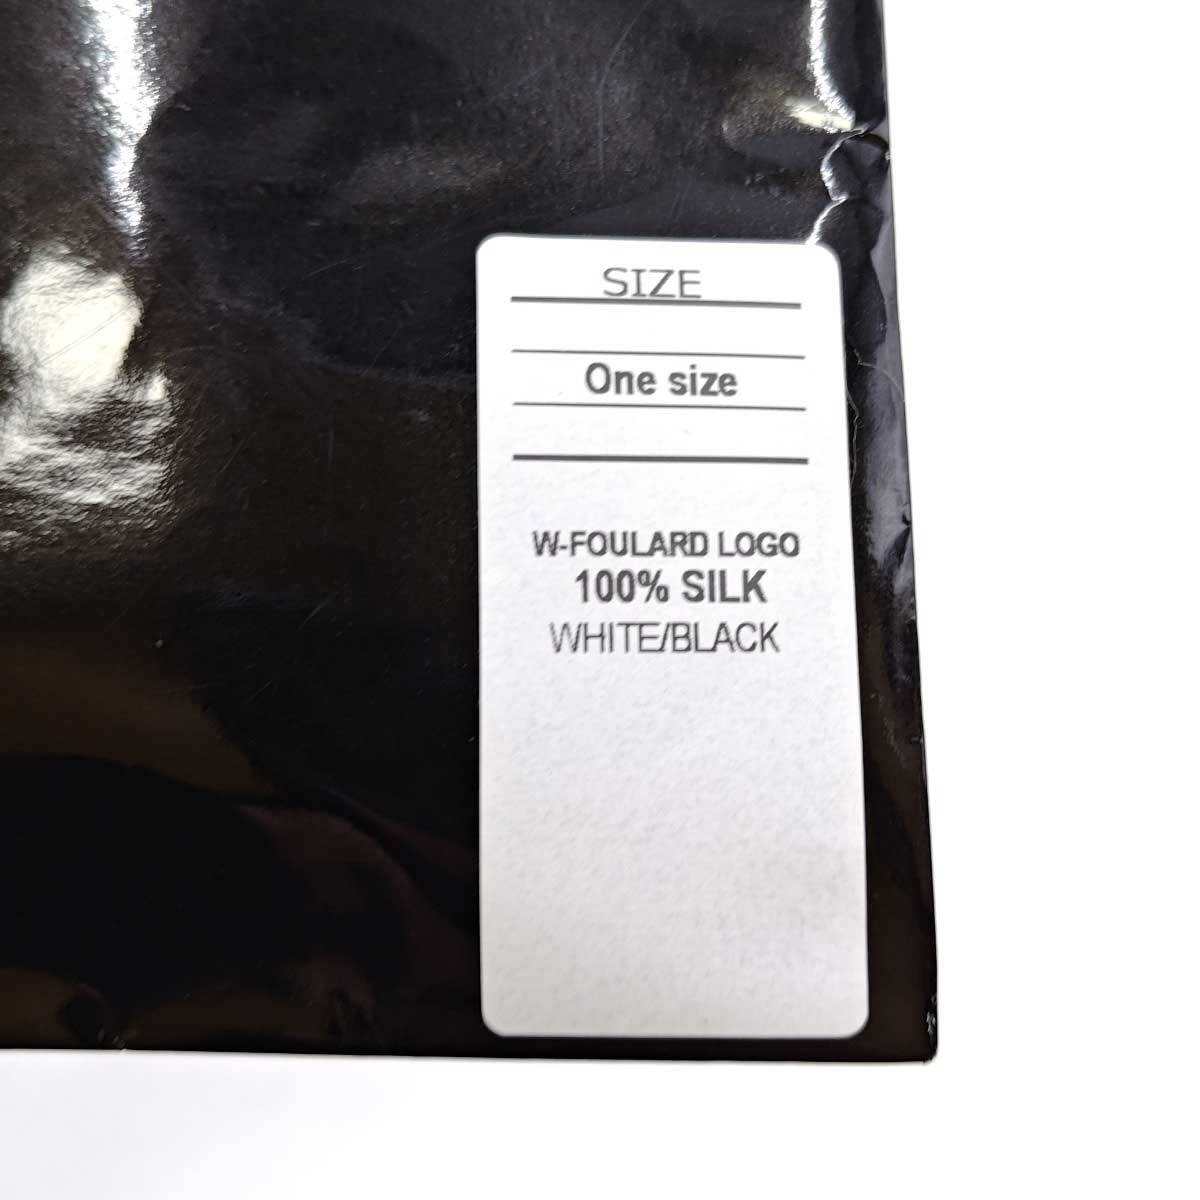 SIZE
One size
W-FOULARD LOGO
100% SILK
WHITE/BLACK